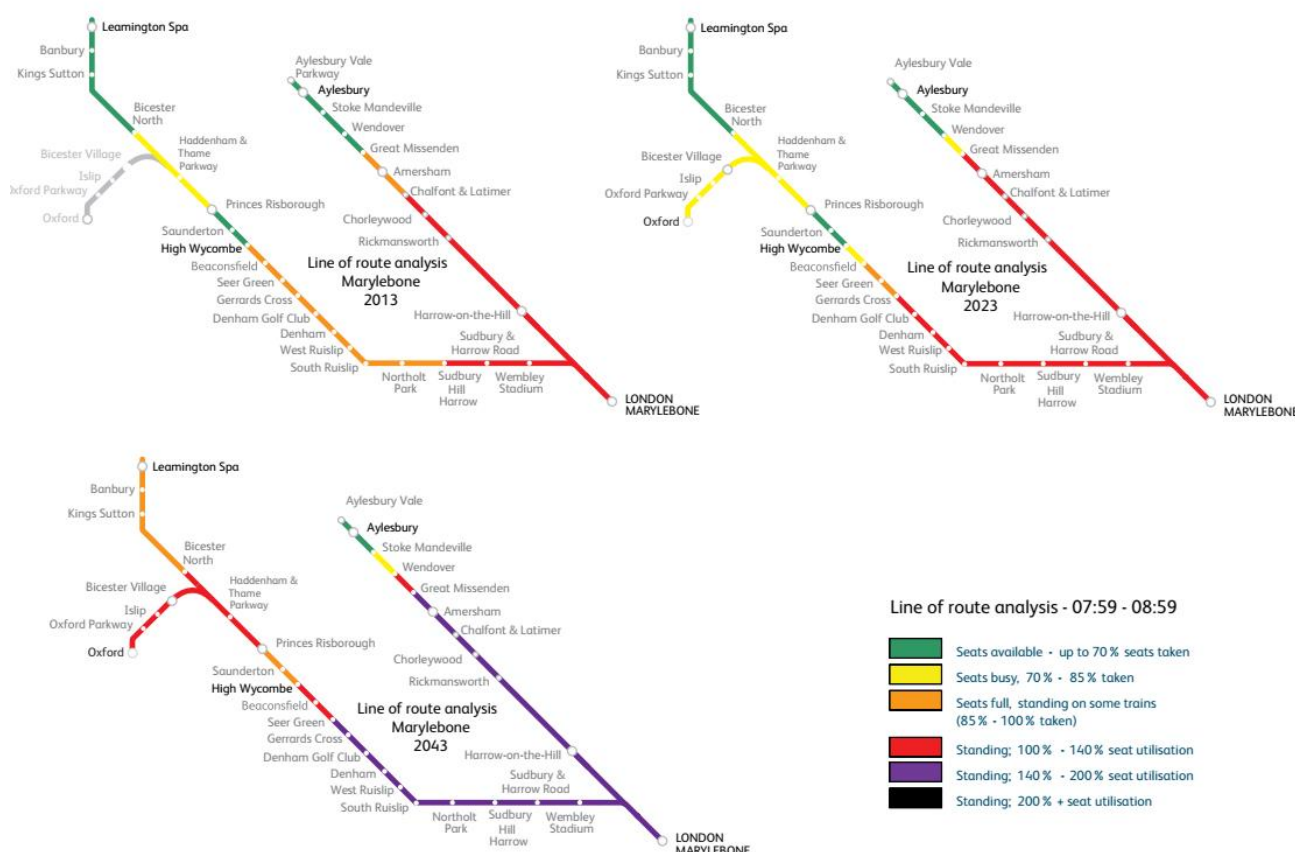 Leamington Spa
Banbury
Kings Sutton
Bicester
North
Haddenham &
Thame
Parkway
Bicester Village
Islip
Oxford Parkway
Oxford
Princes Risborough
Saunderton
High Wycombe
Beaconsfield
Seer Green
Gerrards Cross
Denham Golf Club
Denham
West Ruislip
South Ruislip
Northolt
Park
Sudbury
Hill
Harrow
Wembley
Stadium
Sudbury &
Harrow Road
LONDON
MARYLEBONE
Aylesbury Vale
Parkway
Aylesbury
Stoke Mandeville
Wendover
Great Missenden
Amersham
Chalfont & Latimer
Chorleywood
Rickmansworth
Harrow-on-the-Hill
Line of route analysis
Marylebone
2013
Leamington Spa
Banbury
Kings Sutton
Bicester
North
Haddenham &
Thame
Parkway
Bicester Village
Islip
Oxford Parkway
Oxford
Princes Risborough
Saunderton
High Wycombe
Beaconsfield
Seer Green
Gerrards Cross
Denham Golf Club
Denham
West Ruislip
South Ruislip
Northolt
Park
Sudbury
Hill
Harrow
Wembley
Stadium
Sudbury &
Harrow Road
LONDON
MARYLEBONE
Aylesbury Vale
Aylesbury
Stoke Mandeville
Wendover
Great Missenden
Amersham
Chalfont & Latimer
Chorleywood
Rickmansworth
Harrow-on-the-Hill
Line of route analysis
Marylebone
2023
Leamington Spa
Banbury
Kings Sutton
Bicester
North
Haddenham &
Thame
Parkway
Bicester Village
Islip
Oxford Parkway
Oxford
Princes Risborough
Saunderton
High Wycombe
Beaconsfield
Seer Green
Gerrards Cross
Denham Golf Club
Denham
West Ruislip
South Ruislip
Northolt
Park
Sudbury
Hill
Harrow
Wembley
Stadium
Sudbury &
Harrow Road
LONDON
MARYLEBONE
Aylesbury Vale
Aylesbury
Stoke Mandeville
Wendover
Great Missenden
Amersham
Chalfont & Latimer
Chorleywood
Rickmansworth
Harrow-on-the-Hill
Line of route analysis
Marylebone
2043
Line of route analysis - 07:59 - 08:59
Seats available - up to 70% seats taken
Seats busy, 70% - 85% taken
Seats full, standing on some trains
(85% - 100% taken)
Standing; 100% - 140% seat utilisation
Standing; 140% - 200% seat utilisation
Standing; 200% + seat utilisation